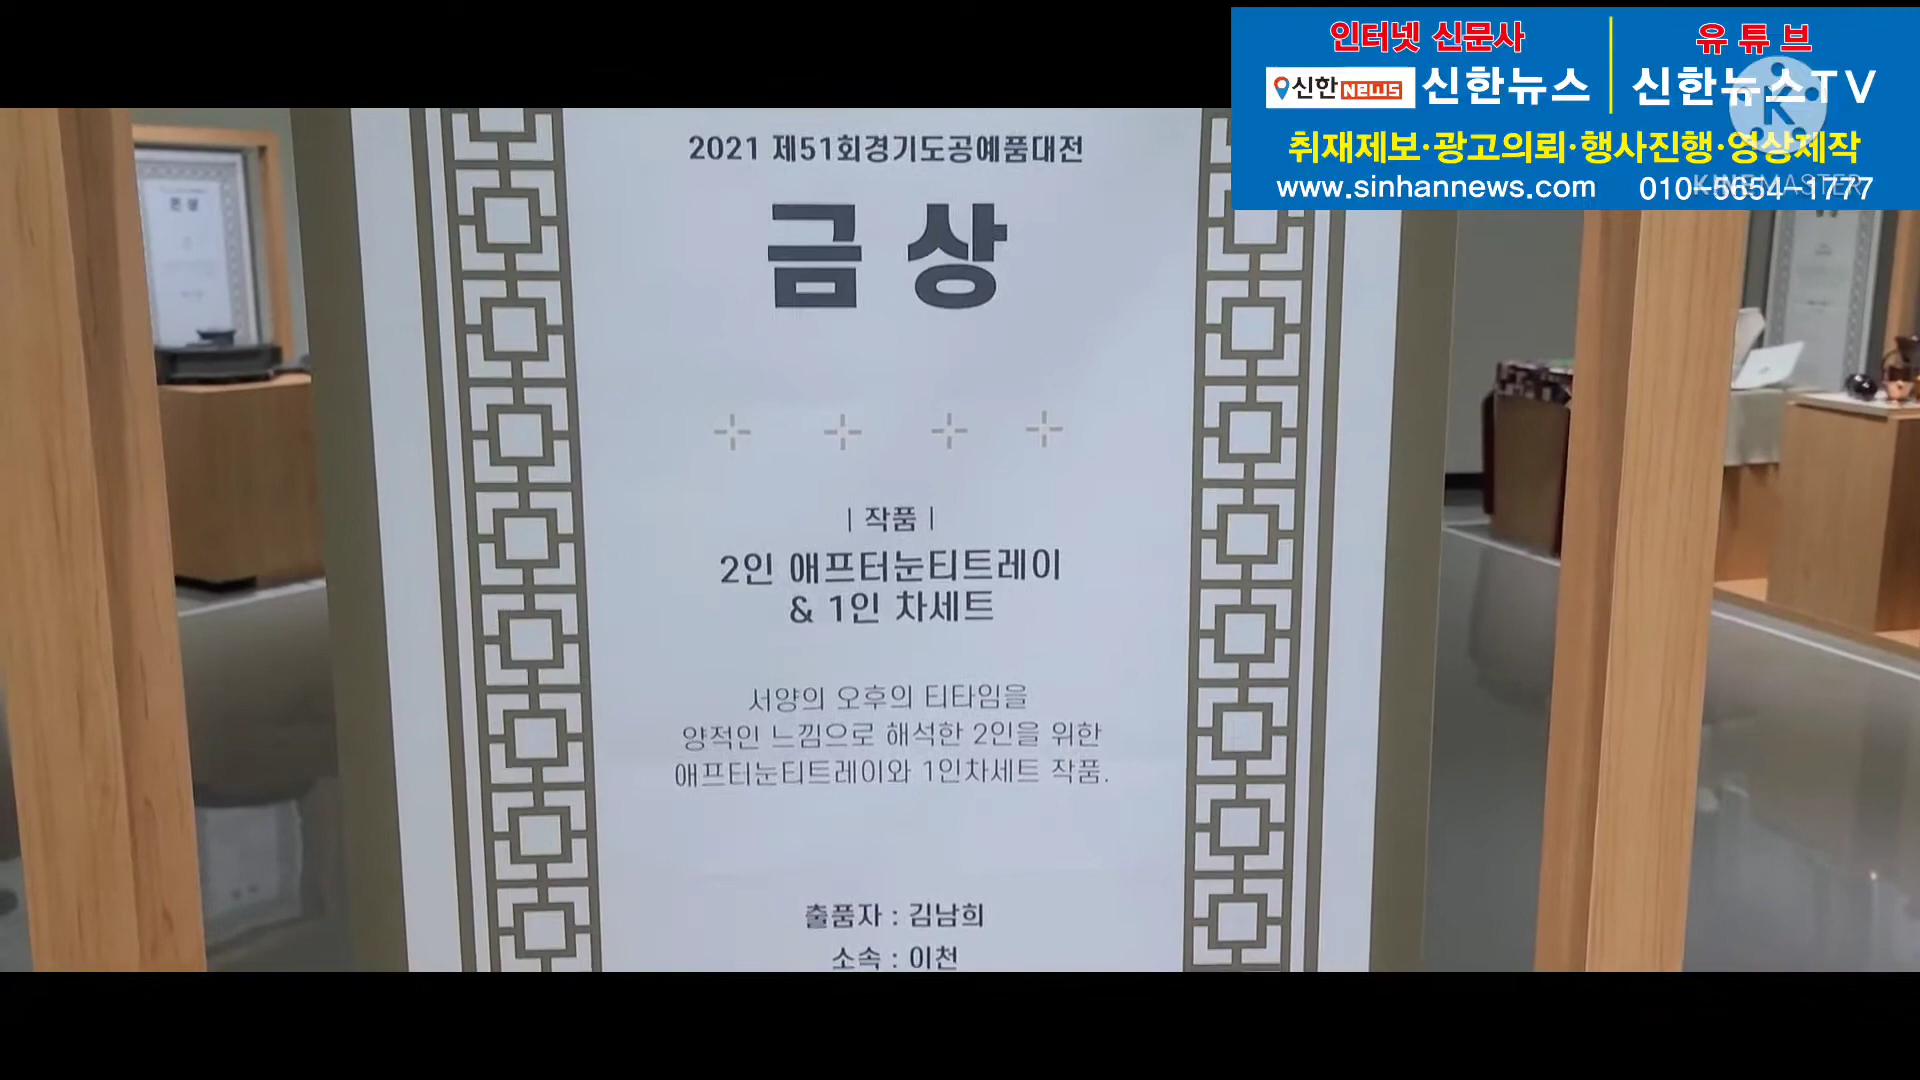 인터넷 신문사
유튜브
신한NEWS 신한뉴스
신한뉴스TV
취재제보·광고의뢰·행사진행·영상제작
www.sinhannews.com 010-5654-1777
KINEMASTER
2021 제51회경기도공예품대전
금상
| 작품 |
2인 애프터눈티트레이
& 1인 차세트
서양의 오후의 티타임을
양적인 느낌으로 해석한 2인을 위한
애프터눈티트레이와 1인차세트 작품.
출품자 : 김남희
소속 : 이천
은상